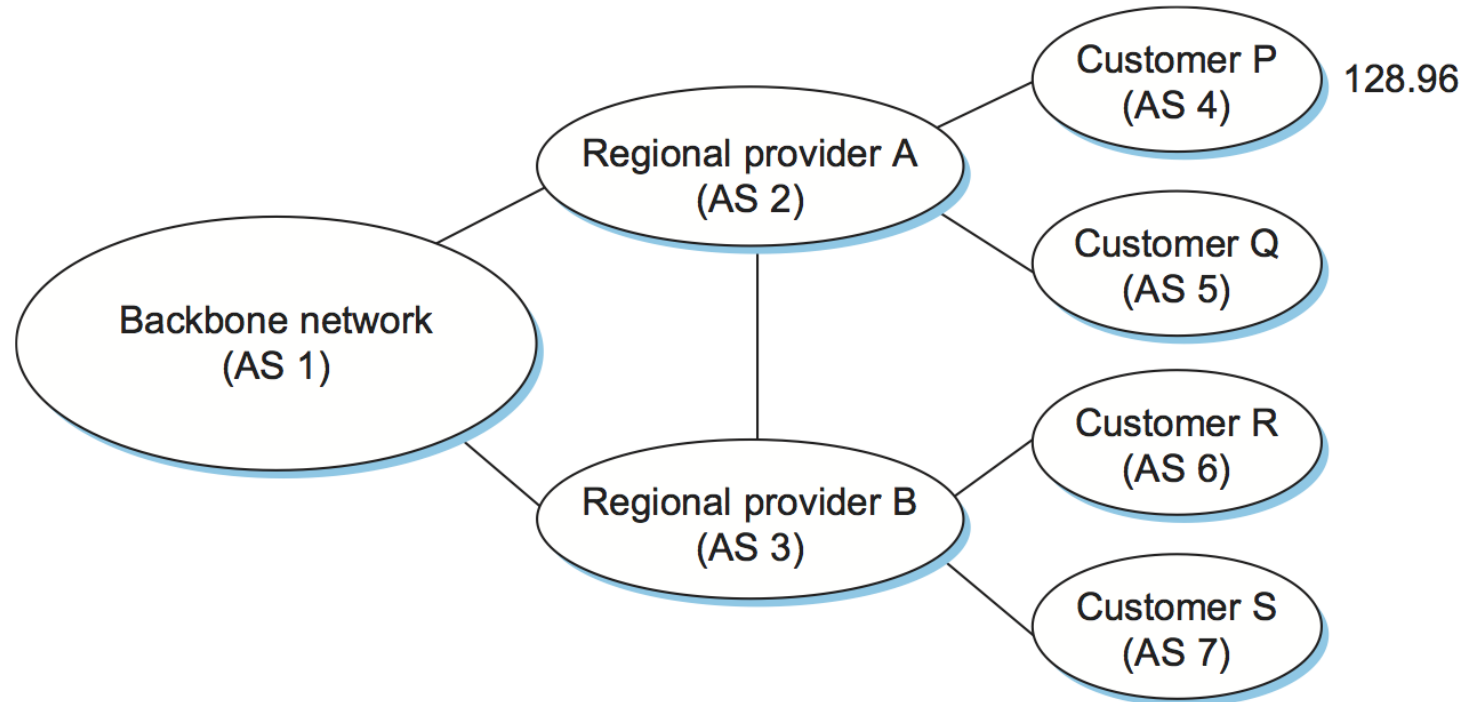 Customer P
(AS 4)
128.96
Regional provider A
(AS 2)
Customer Q
(AS 5)
Backbone network
(AS 1)
Customer R
(AS 6)
Regional provider B
(AS 3)
Customer S
(AS 7)